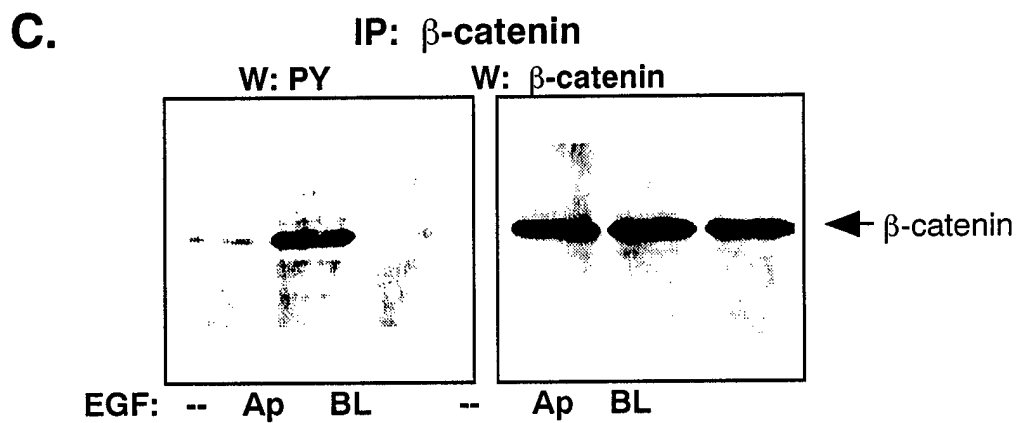 C.
IP: β-catenin
W: PY W: β-catenin
β-catenin
EGF: -- Ap BL -- Ap BL